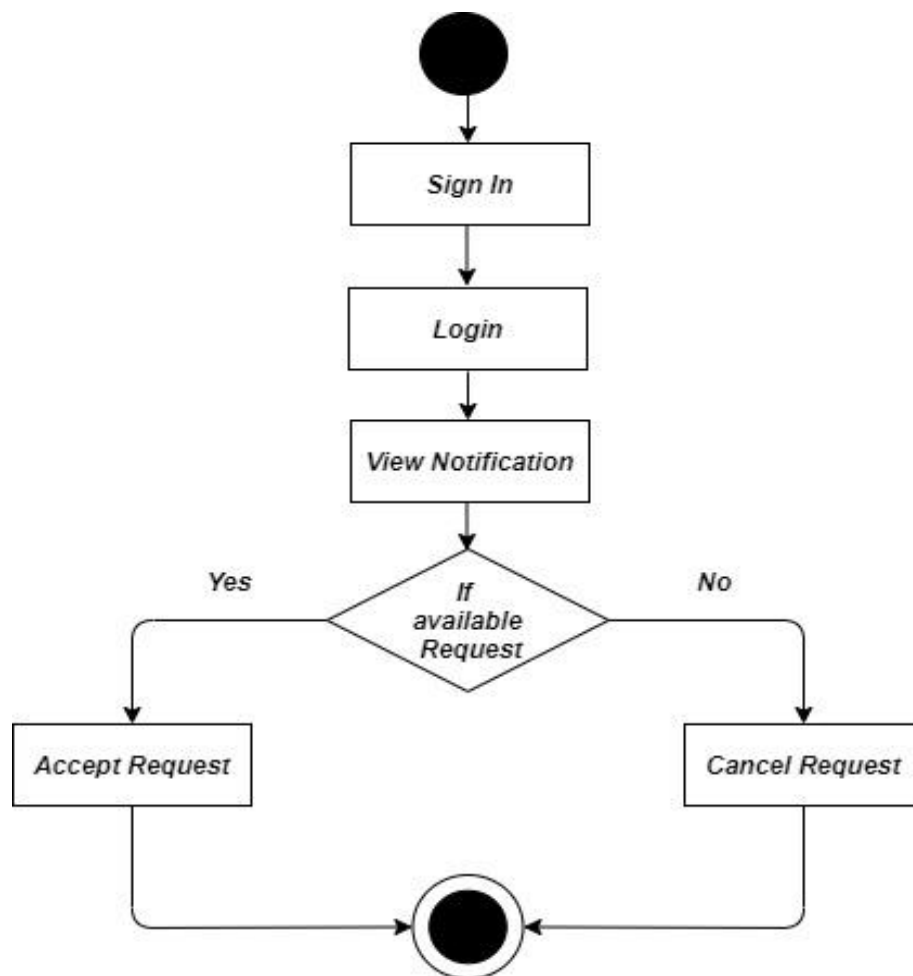 Sign In
Login
View Notification
Yes
If
available
Request
No
Accept Request
Cancel Request